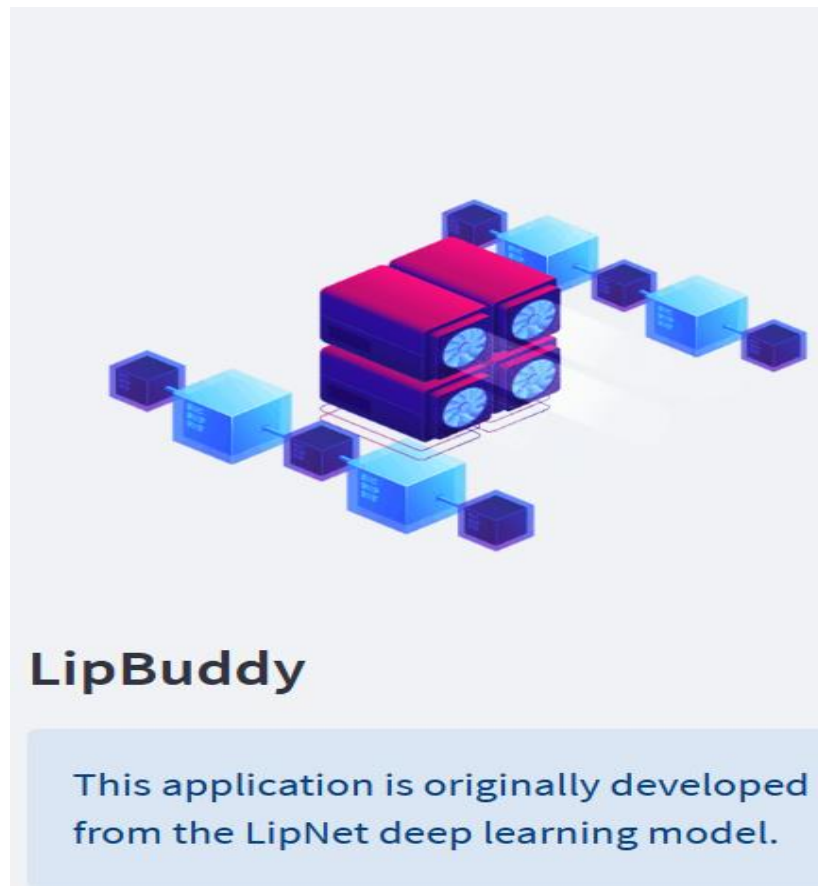 LipBuddy
This application is originally developed
from the LipNet deep learning model.